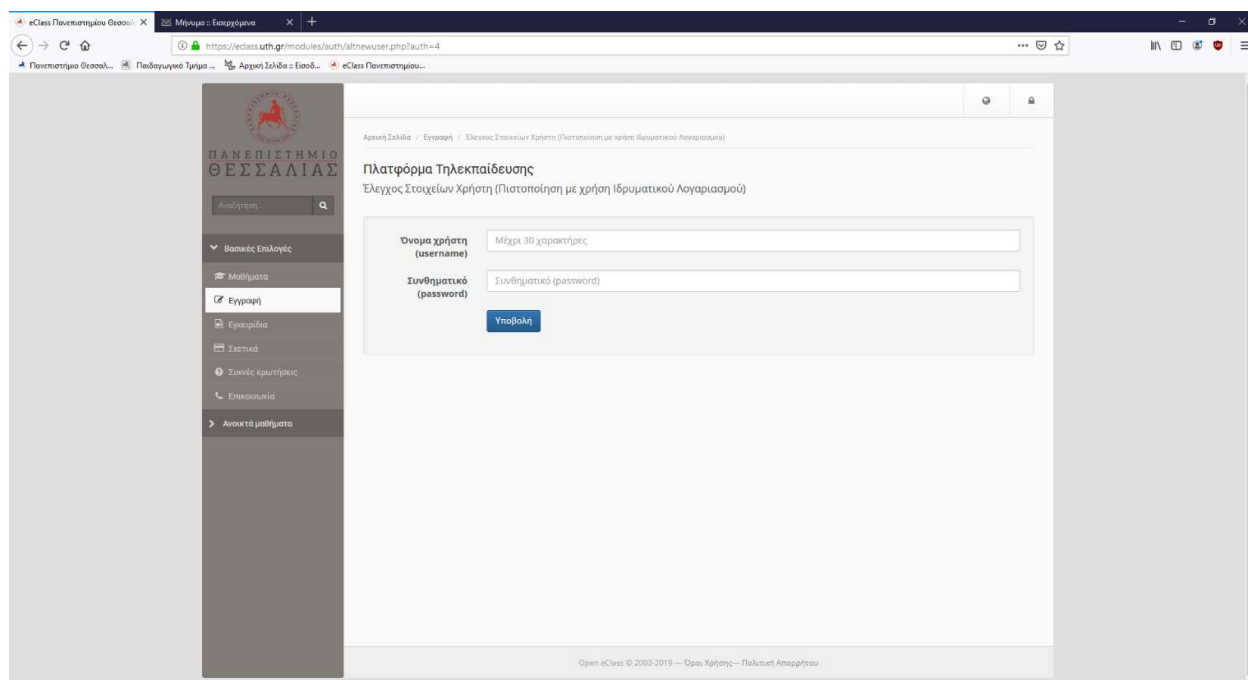 eClass Πανεπιστημίου Θεσσαλ
Μήνυμα :: Εισερχόμενα
https://eclass.uth.gr/modules/auth/altnewuser.php?auth=4
Πανεπιστήμιο Θεσσαλ...
Παιδαγωγικό Τμήμα ...
Αρχική Σελίδα :: Είσοδ...
eClass Πανεπιστημίου...
ΠΑΝΕΠΙΣΤΗΜΙΟ
ΘΕΣΣΑΛΙΑΣ
Αναζήτηση...
Βασικές Επιλογές
Μαθήματα
Εγγραφή
Εγχειρίδια
Σχετικά
Συχνές ερωτήσεις
Επικοινωνία
Ανοικτά μαθήματα
Αρχική Σελίδα / Εγγραφή / Έλεγχος Στοιχείων Χρήστη (Πιστοποίηση με χρήση Ιδρυματικού Λογαριασμού)
Πλατφόρμα Τηλεκπαίδευσης
Έλεγχος Στοιχείων Χρήστη (Πιστοποίηση με χρήση Ιδρυματικού Λογαριασμού)
Όνομα χρήστη
(username)
Μέχρι 30 χαρακτήρες
Συνθηματικό
(password)
Συνθηματικό (password)
Υποβολή
Open eClass © 2003-2019 — Όροι Χρήσης— Πολιτική Απορρήτου